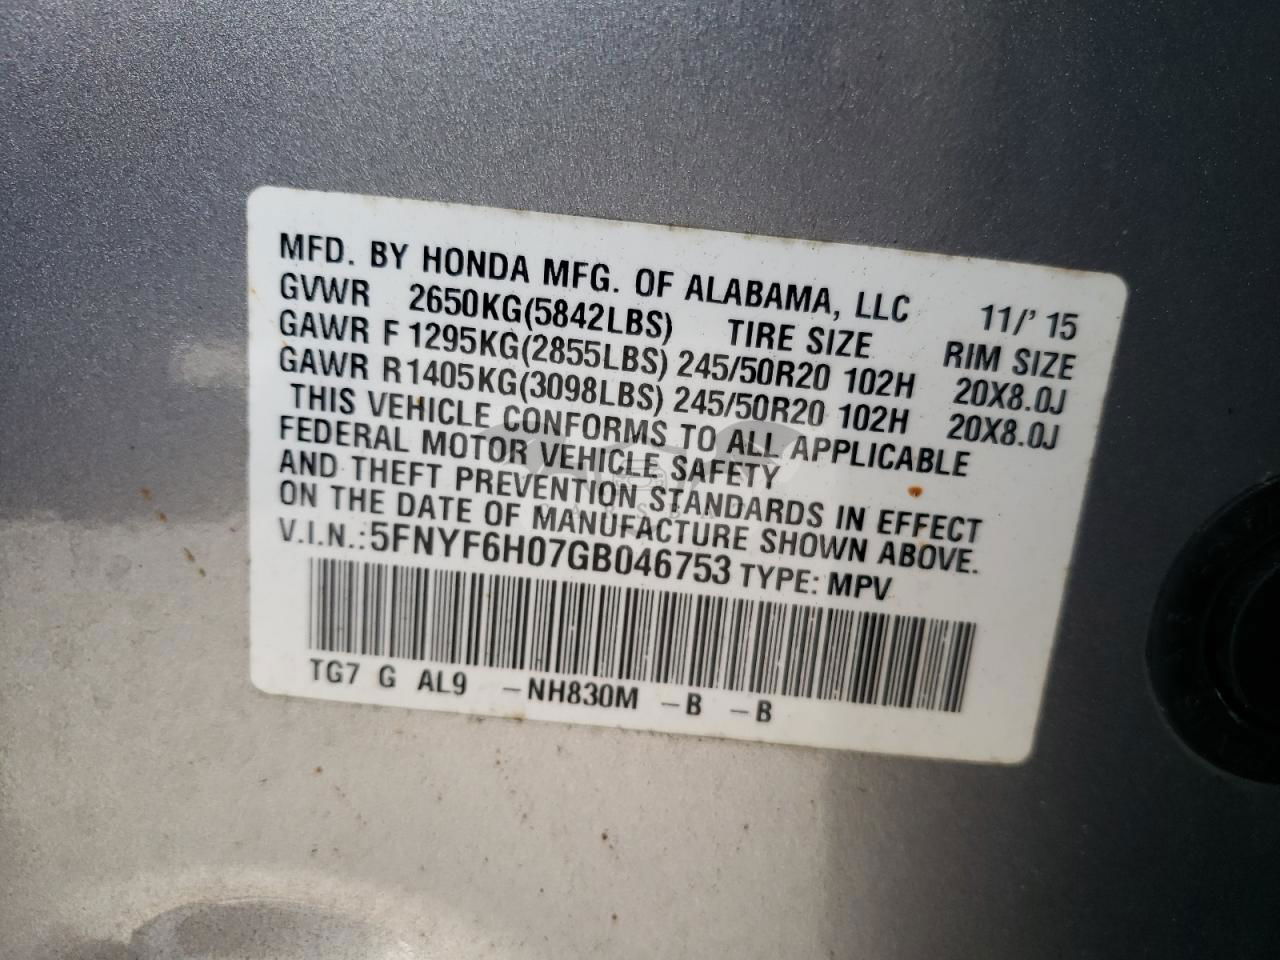 MFD. BY HONDA MFG. OF ALABAMA, LLC 11/' 15
GVWR 2650KG(5842LBS) TIRE SIZE RIM SIZE
GAWR F 1295KG(2855LBS) 245/50R20 102H 20X8.0J
GAWR R 1405KG(3098LBS) 245/50R20 102H 20X8.0J
THIS VEHICLE CONFORMS TO ALL APPLICABLE
FEDERAL MOTOR VEHICLE SAFETY
AND THEFT PREVENTION STANDARDS IN EFFECT
ON THE DATE OF MANUFACTURE SHOWN ABOVE.
V.I.N.: 5FNYF6H07GB046753 TYPE: MPV
TG7 G AL9 -NH830M -B -B